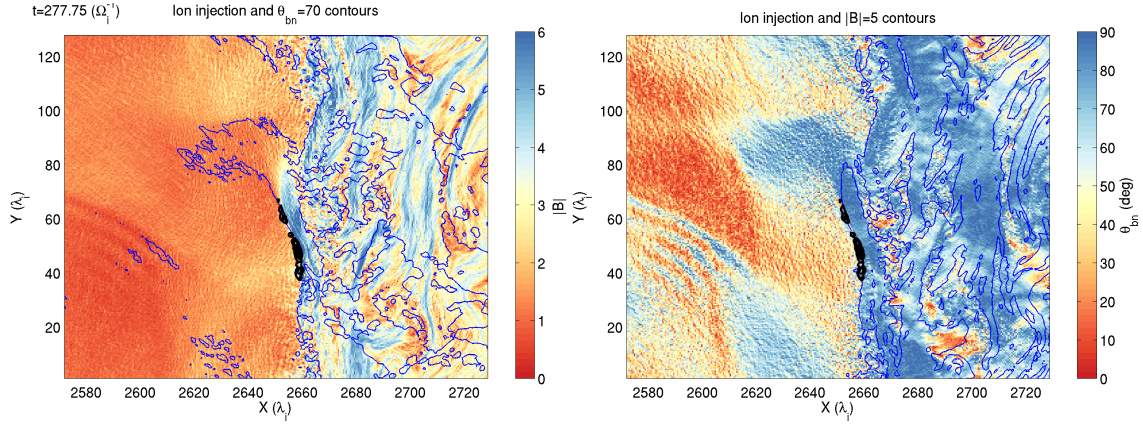 t=277.75 (Ω_i^-1) Ion injection and θ_bn=70 contours
120
100
80
60
40
20
Y (λ_i)
2580 2600 2620 2640 2660 2680 2700 2720
X (λ_i)
6
5
4
3
2
1
0
|B|
Ion injection and |B|=5 contours
120
100
80
60
40
20
Y (λ_i)
2580 2600 2620 2640 2660 2680 2700 2720
X (λ_i)
90
80
70
60
50
40
30
20
10
0
θ_bn (deg)